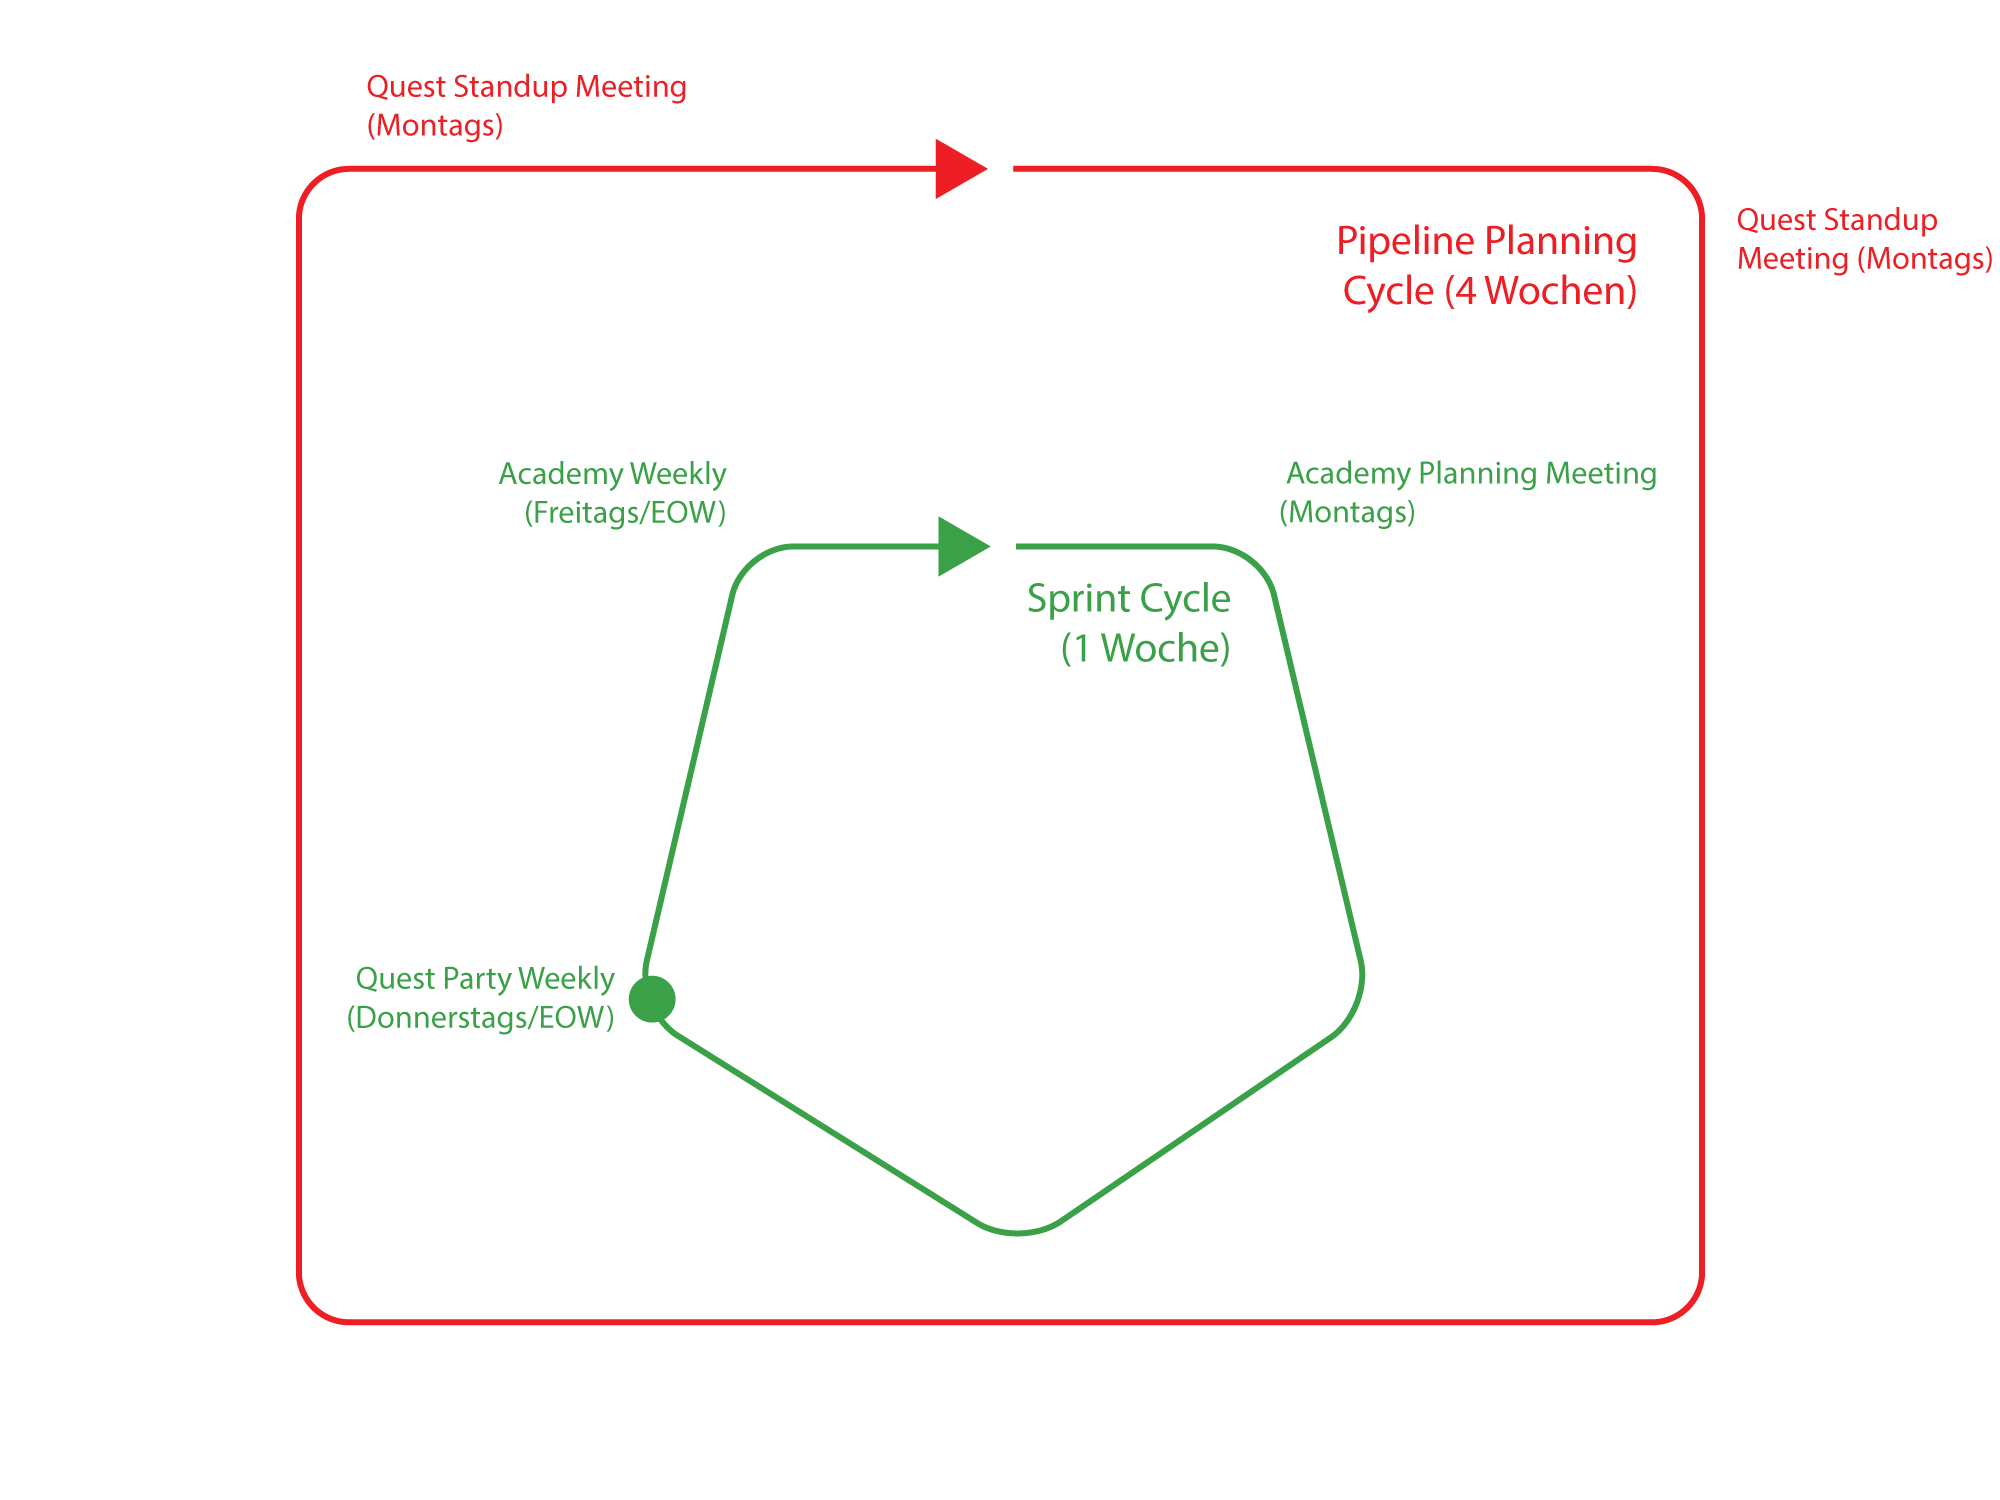 Quest Standup Meeting
(Montags)
Quest Standup
Meeting (Montags)
Pipeline Planning
Cycle (4 Wochen)
Academy Weekly
(Freitags/EOW)
Academy Planning Meeting
(Montags)
Sprint Cycle
(1 Woche)
Quest Party Weekly
(Donnerstags/EOW)